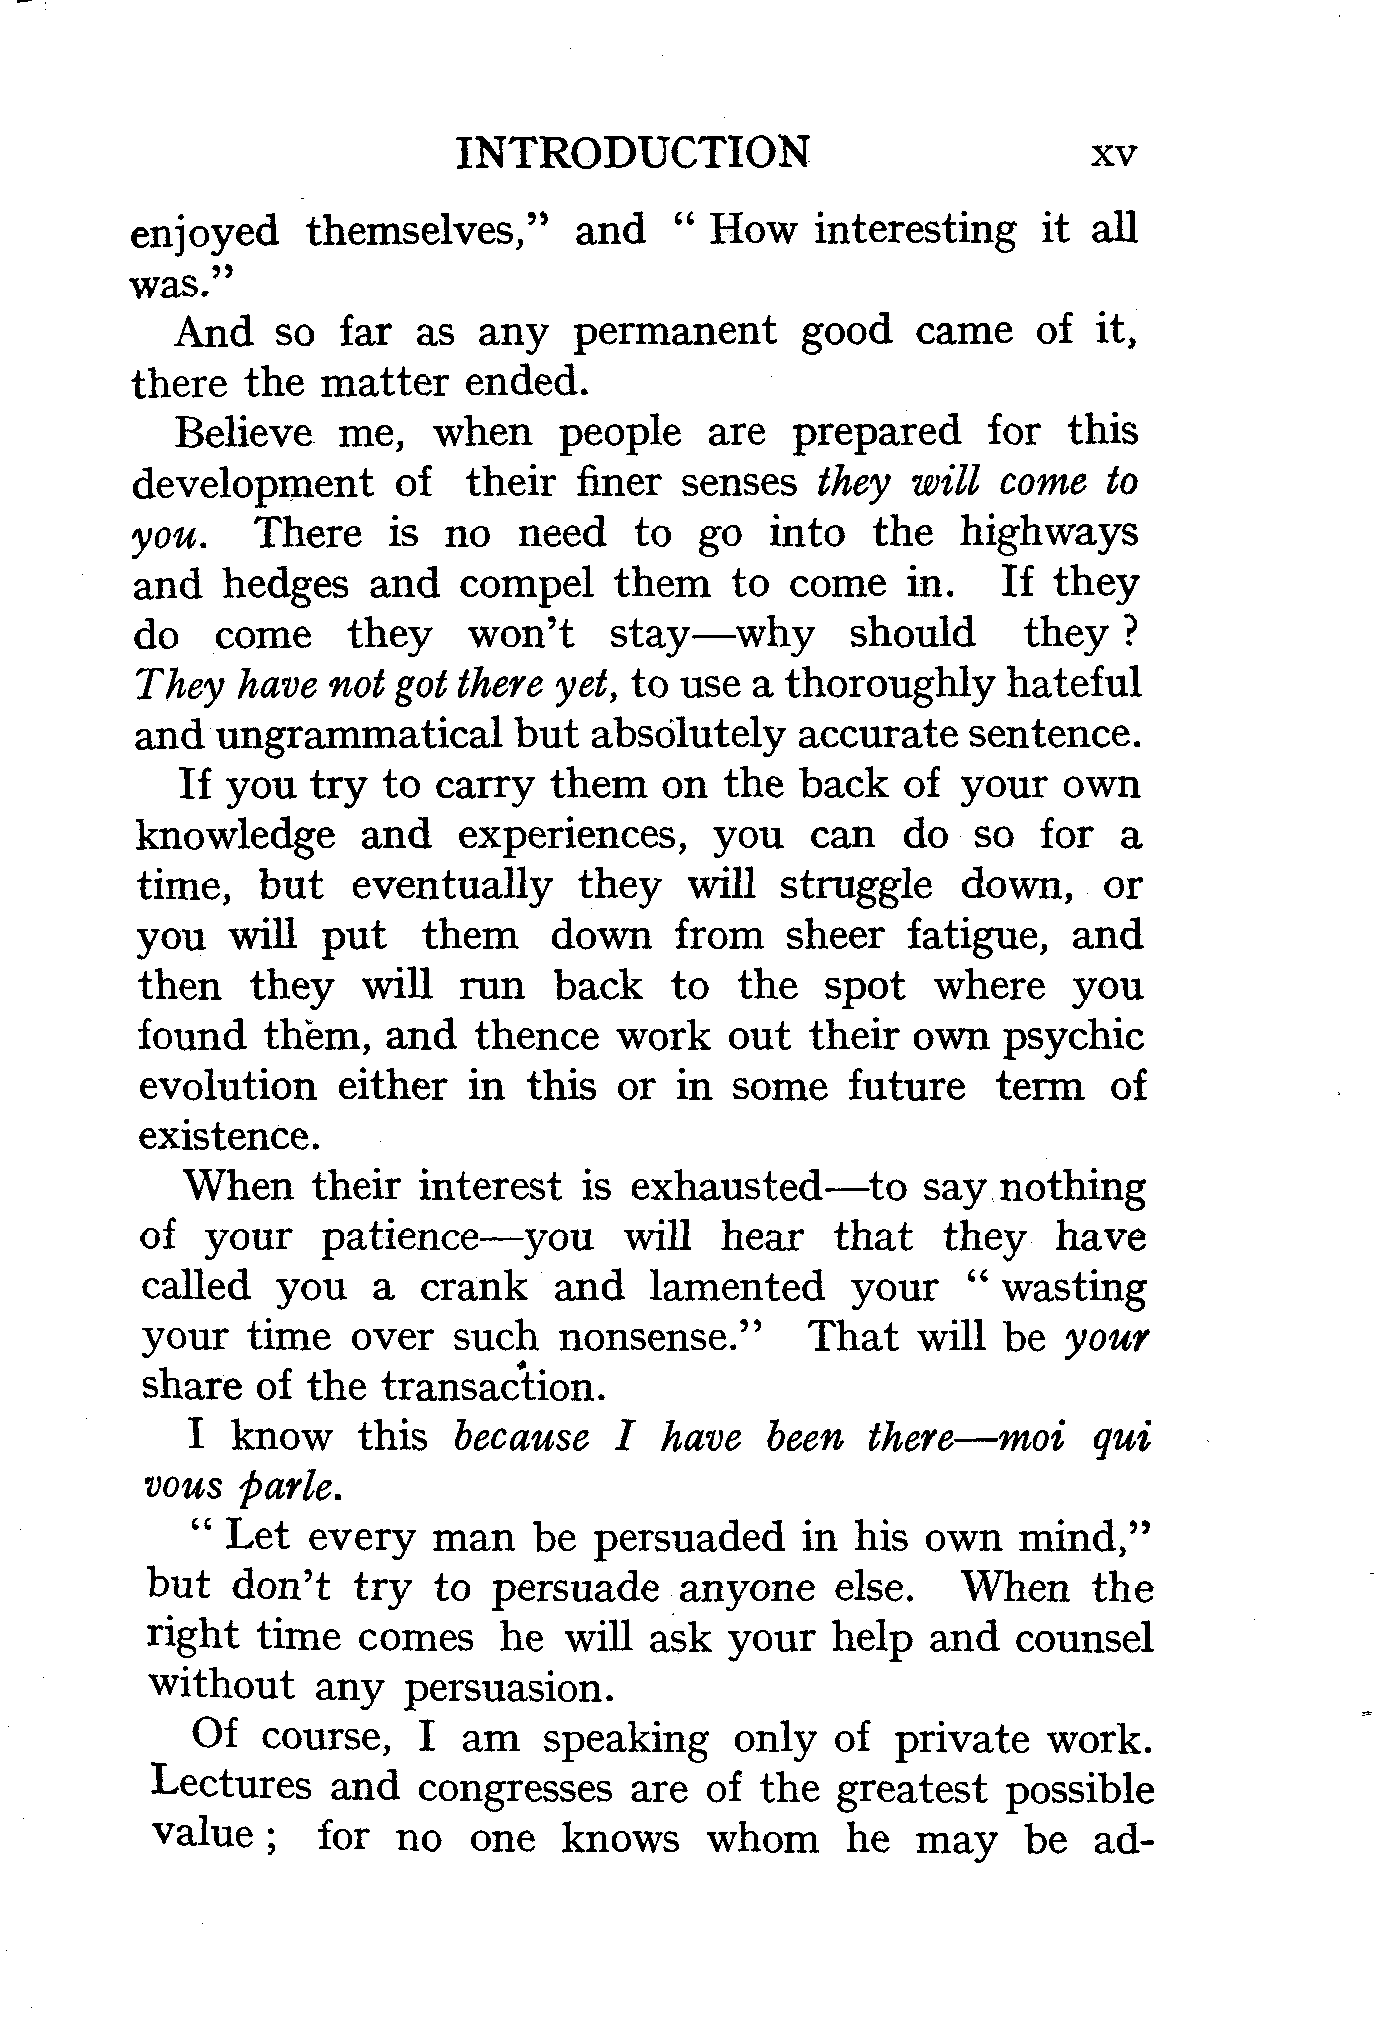 INTRODUCTION xv
enjoyed themselves,” and “ How interesting it all
was.”
And so far as any permanent good came of it,
there the matter ended.
Believe me, when people are prepared for this
development of their finer senses they will come to
you. There is no need to go into the highways
and hedges and compel them to come in. If they
do come they won’t stay—why should they ?
They have not got there yet, to use a thoroughly hateful
and ungrammatical but absolutely accurate sentence.
If you try to carry them on the back of your own
knowledge and experiences, you can do so for a
time, but eventually they will struggle down, or
you will put them down from sheer fatigue, and
then they will run back to the spot where you
found them, and thence work out their own psychic
evolution either in this or in some future term of
existence.
When their interest is exhausted—to say nothing
of your patience—you will hear that they have
called you a crank and lamented your “ wasting
your time over such nonsense.” That will be your
share of the transaction.
I know this because I have been there—moi qui
vous parle.
“ Let every man be persuaded in his own mind,”
but don’t try to persuade anyone else. When the
right time comes he will ask your help and counsel
without any persuasion.
Of course, I am speaking only of private work.
Lectures and congresses are of the greatest possible
value ; for no one knows whom he may be ad-